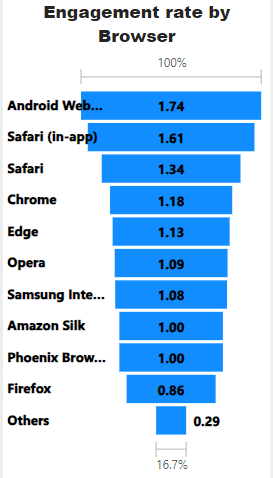 Engagement rate by
Browser
100%
Android Web... 1.74
Safari (in-app) 1.61
Safari 1.34
Chrome 1.18
Edge 1.13
Opera 1.09
Samsung Inte... 1.08
Amazon Silk 1.00
Phoenix Brow... 1.00
Firefox 0.86
Others 0.29
16.7%